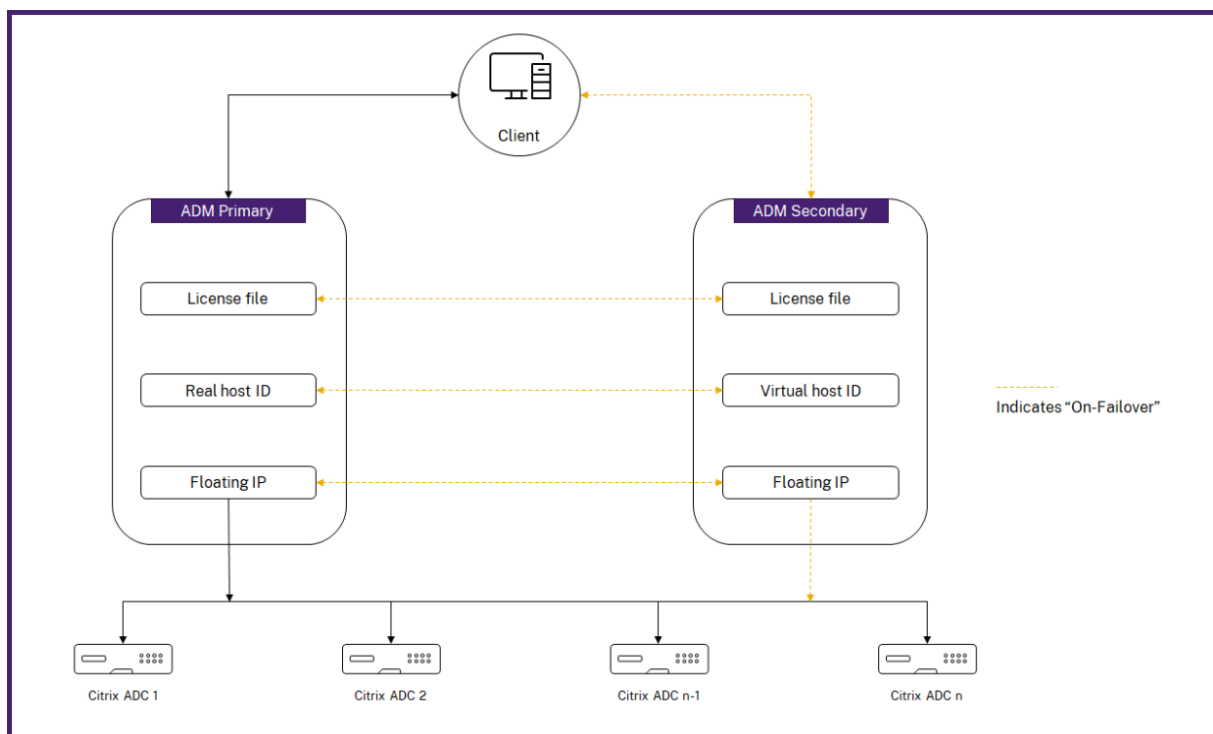 Client
ADM Primary
ADM Secondary
License file
License file
Real host ID
Virtual host ID
Indicates “On-Failover”
Floating IP
Floating IP
Citrix ADC 1
Citrix ADC 2
Citrix ADC n-1
Citrix ADC n